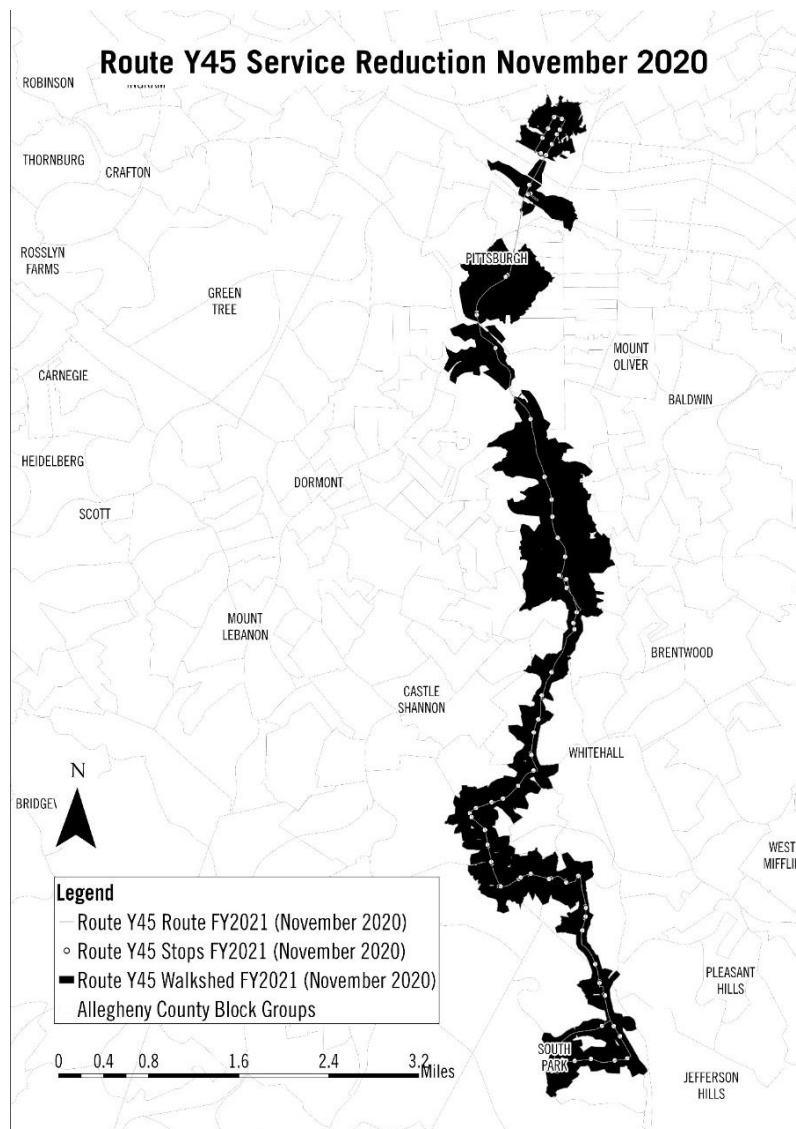 Route Y45 Service Reduction November 2020
ROBINSON
THORNBURG
CRAFTON
ROSSLYN
FARMS
PITTSBURGH
GREEN
TREE
MOUNT
OLIVER
CARNEGIE
BALDWIN
HEIDELBERG
DORMONT
SCOTT
MOUNT
LEBANON
BRENTWOOD
CASTLE
SHANNON
WHITEHALL
N
BRIDGEV
WEST
MIFFLI
Legend
Route Y45 Route FY2021 (November 2020)
Route Y45 Stops FY2021 (November 2020)
Route Y45 Walkshed FY2021 (November 2020)
Allegheny County Block Groups
PLEASANT
HILLS
SOUTH
PARK
JEFFERSON
HILLS
0 0.4 0.8 1.6 2.4 3.2
Miles